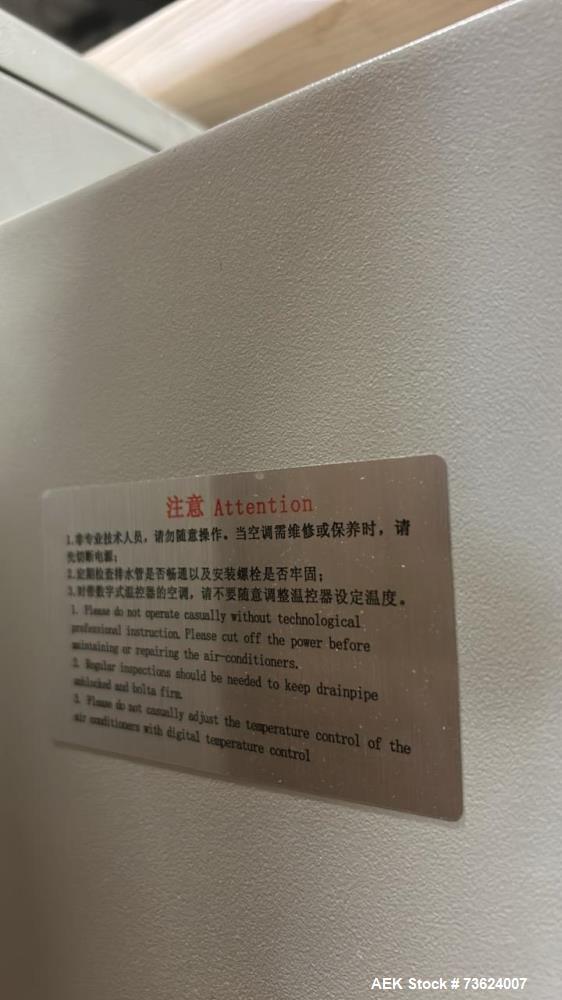 注意 Attention
1.非专业技术人员，请勿随意操作。当空调需维修或保养时，请
先切断电源；
2.定期检查排水管是否畅通以及安装螺栓是否牢固；
3.对带数字式温控器的空调，请不要随意调整温控器设定温度。
1. Please do not operate casually without technological
professional instruction. Please cut off the power before
maintaining or repairing the air-conditioners.
2. Regular inspections should be needed to keep drainpipe
unblocked and bolta firm.
3. Please do not casually adjust the temperature control of the
air conditioners with digital temperature control
AEK Stock # 73624007